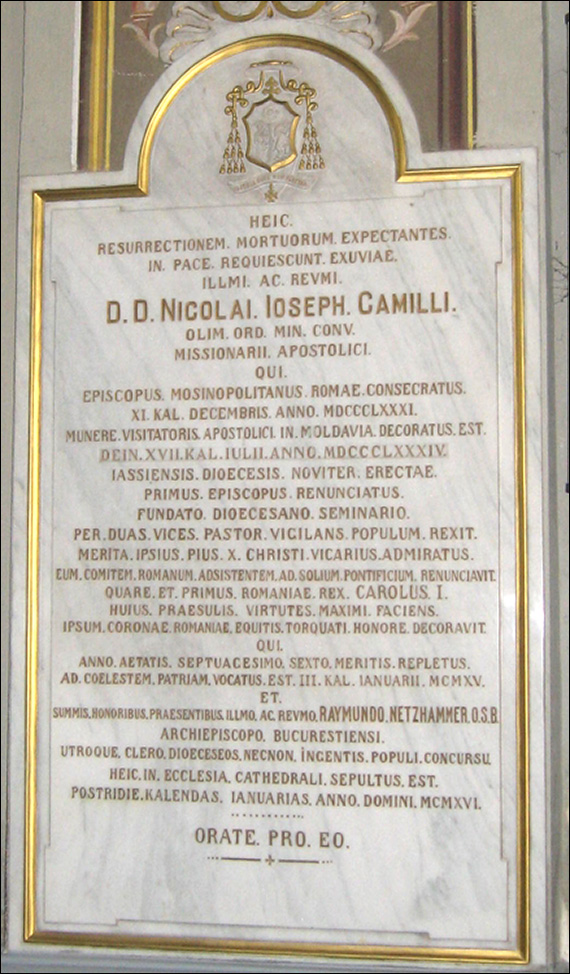 HEIC.
RESURRECTIONEM. MORTUORUM. EXPECTANTES.
IN. PACE. REQUIESCUNT. EXUVIAE.
ILLMI. AC. REVMI.
D. D. NICOLAI. IOSEPH. CAMILLI.
OLIM. ORD. MIN. CONV.
MISSIONARII. APOSTOLICI.
QUI.
EPISCOPUS. MOSINOPOLITANUS. ROMAE. CONSECRATUS.
XI. KAL. DECEMBRIS. ANNO. MDCCCLXXXI.
MUNERE. VISITATORIS. APOSTOLICI. IN. MOLDAVIA. DECORATUS. EST.
DEIN. XVII. KAL. IULII. ANNO. MDCCCLXXXIV.
IASSIENSIS. DIOECESIS. NOVITER. ERECTAE.
PRIMUS. EPISCOPUS. RENUNCIATUS.
FUNDATO. DIOECESANO. SEMINARIO.
PER. DUAS. VICES. PASTOR. VIGILANS. POPULUM. REXIT.
MERITA. IPSIUS. PIUS. X. CHRISTI. VICARIUS. ADMIRATUS.
EUM. COMITEM. ROMANUM. ADSISTENTEM. AD. SOLIUM. PONTIFICIUM. RENUNCIAVIT.
QUARE. ET. PRIMUS. ROMANIAE. REX. CAROLUS. I.
HUIUS. PRAESULIS. VIRTUTES. MAXIMI. FACIENS.
IPSUM. CORONAE. ROMANIAE. EQUITIS. TORQUATI. HONORE. DECORAVIT.
QUI.
ANNO. AETATIS. SEPTUAGESIMO. SEXTO. MERITIS. REPLETUS.
AD. COELESTEM. PATRIAM. VOCATUS. EST. III. KAL. IANUARII. MCMXV.
ET.
SUMMIS. HONORIBUS. PRAESENTIBUS. ILLMO. AC. REVMO. RAYMUNDO. NETZHAMMER. O.S.B.
ARCHIEPISCOPO. BUCURESTIENSI.
UTROQUE. CLERO. DIOECESEOS. NECNON. INGENTIS. POPULI. CONCURSU.
HEIC. IN. ECCLESIA. CATHEDRALI. SEPULTUS. EST.
POSTRIDIE. KALENDAS. IANUARIAS. ANNO. DOMINI. MCMXVI.
ORATE. PRO. EO.